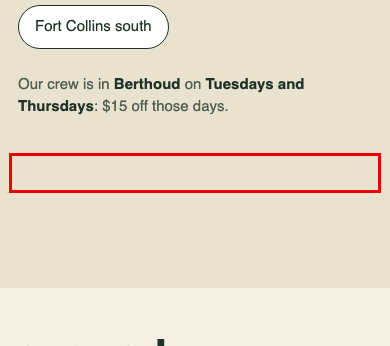 Fort Collins south
Our crew is in Berthoud on Tuesdays and
Thursdays: $15 off those days.